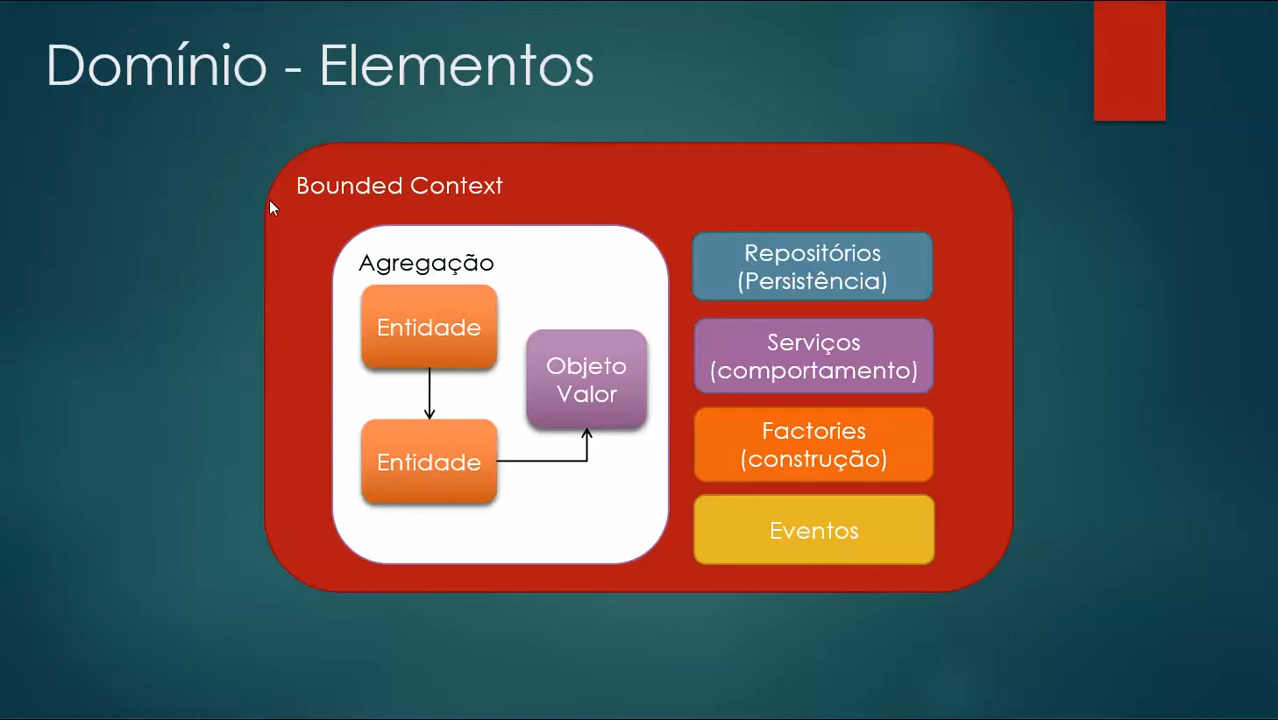 Domínio - Elementos
Bounded Context
Agregação
Entidade
Entidade
Objeto
Valor
Repositórios
(Persistência)
Serviços
(comportamento)
Factories
(construção)
Eventos